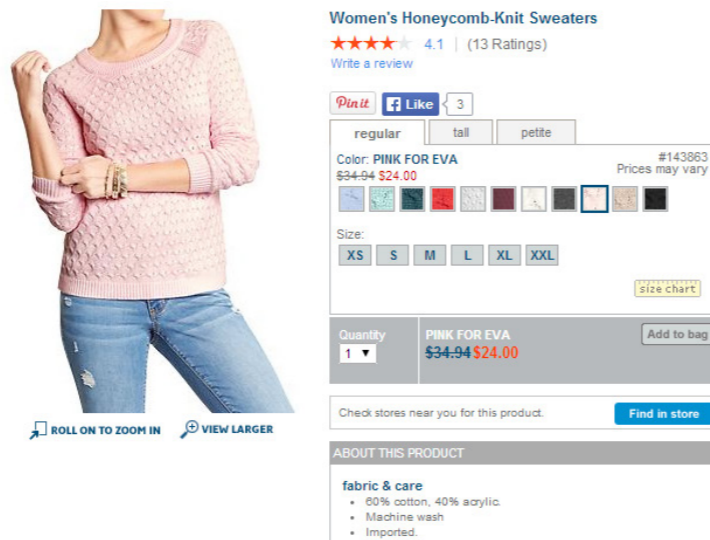 Women's Honeycomb-Knit Sweaters
4.1 | (13 Ratings)
Write a review
Pinit
f Like 3
regular tall petite
Color: PINK FOR EVA #143863
$34.94 $24.00 Prices may vary
Size:
XS S M L XL XXL
size chart
Quantity PINK FOR EVA Add to bag
1 $34.94 $24.00
ROLL ON TO ZOOM IN VIEW LARGER
Check stores near you for this product. Find in store
ABOUT THIS PRODUCT
fabric & care
• 60% cotton, 40% acrylic.
• Machine wash
• Imported.